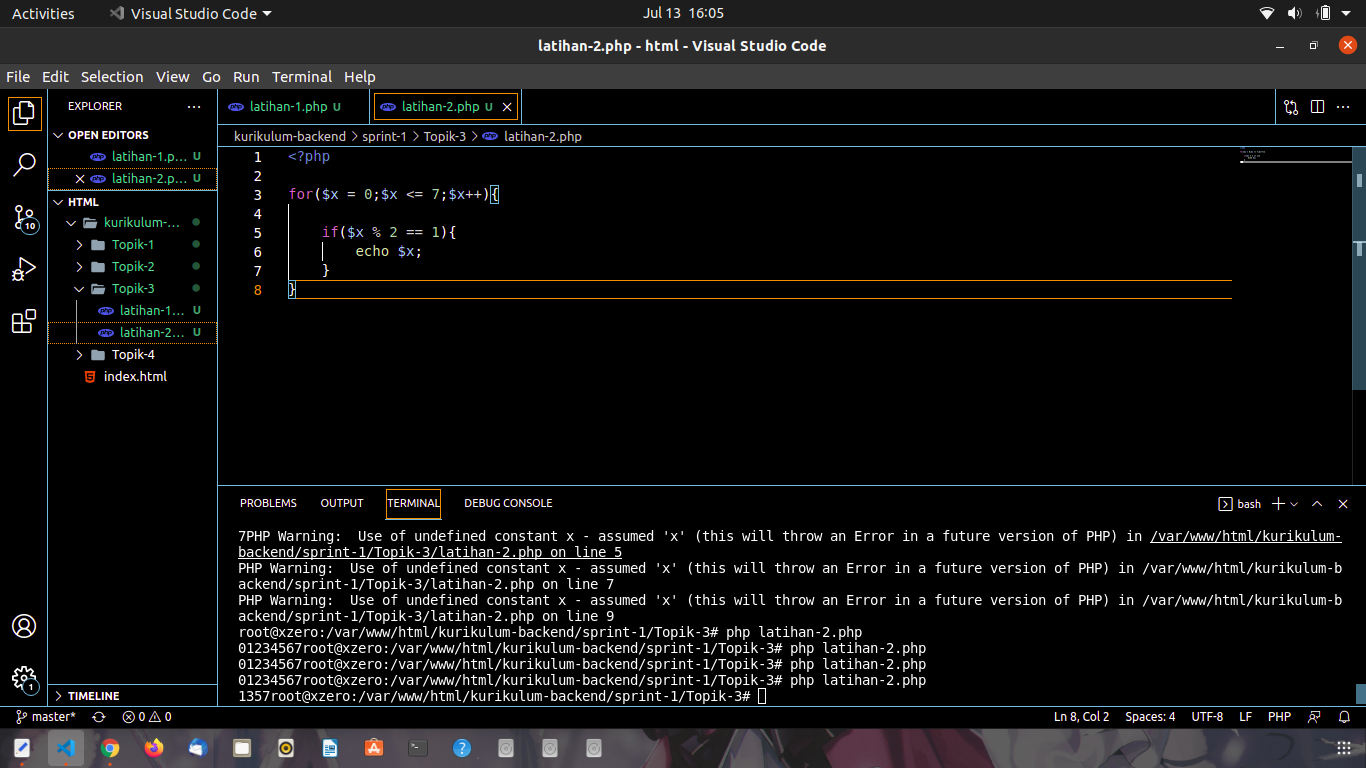 Activities Visual Studio Code Jul 13 16:05
latihan-2.php - html - Visual Studio Code
File Edit Selection View Go Run Terminal Help
EXPLORER ···
OPEN EDITORS
latihan-1.p... U
latihan-2.p... U
HTML
kurikulum-...
Topik-1
Topik-2
Topik-3
latihan-1... U
latihan-2... U
Topik-4
index.html
TIMELINE
10
1
latihan-1.php U latihan-2.php U
kurikulum-backend > sprint-1 > Topik-3 > latihan-2.php
1 <?php
2
3 for($x = 0;$x <= 7;$x++){
4
5     if($x % 2 == 1){
6         echo $x;
7     }
8 }
PROBLEMS OUTPUT TERMINAL DEBUG CONSOLE bash
7PHP Warning:  Use of undefined constant x - assumed 'x' (this will throw an Error in a future version of PHP) in /var/www/html/kurikulum-
backend/sprint-1/Topik-3/latihan-2.php on line 5
PHP Warning:  Use of undefined constant x - assumed 'x' (this will throw an Error in a future version of PHP) in /var/www/html/kurikulum-b
ackend/sprint-1/Topik-3/latihan-2.php on line 7
PHP Warning:  Use of undefined constant x - assumed 'x' (this will throw an Error in a future version of PHP) in /var/www/html/kurikulum-b
ackend/sprint-1/Topik-3/latihan-2.php on line 9
root@xzero:/var/www/html/kurikulum-backend/sprint-1/Topik-3# php latihan-2.php
01234567root@xzero:/var/www/html/kurikulum-backend/sprint-1/Topik-3# php latihan-2.php
01234567root@xzero:/var/www/html/kurikulum-backend/sprint-1/Topik-3# php latihan-2.php
01234567root@xzero:/var/www/html/kurikulum-backend/sprint-1/Topik-3# php latihan-2.php
1357root@xzero:/var/www/html/kurikulum-backend/sprint-1/Topik-3#
master* 0 0 Ln 8, Col 2 Spaces: 4 UTF-8 LF PHP